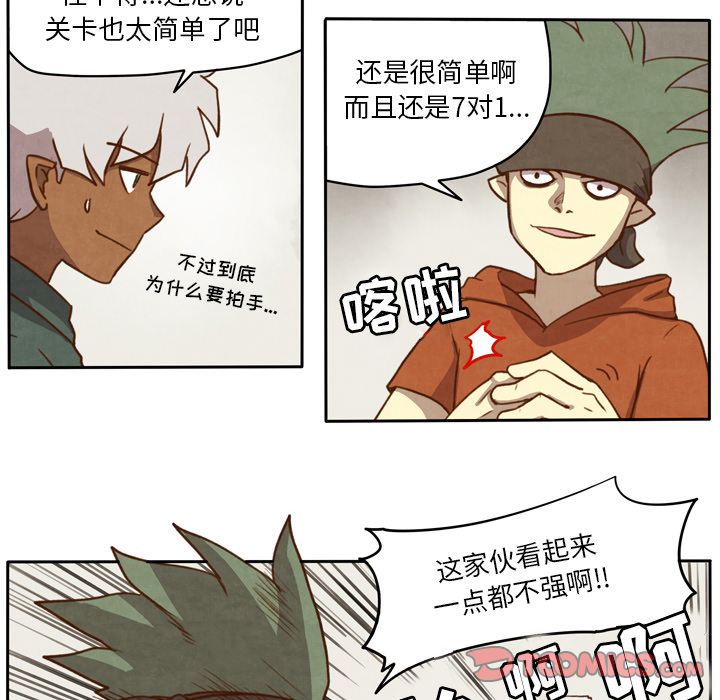 关卡也太简单了吧
还是很简单啊
而且还是7对1...
不过到底
为什么要拍手...
喀啦
这家伙看起来
一点都不强啊!!
啊 啊
TOOMICS.com